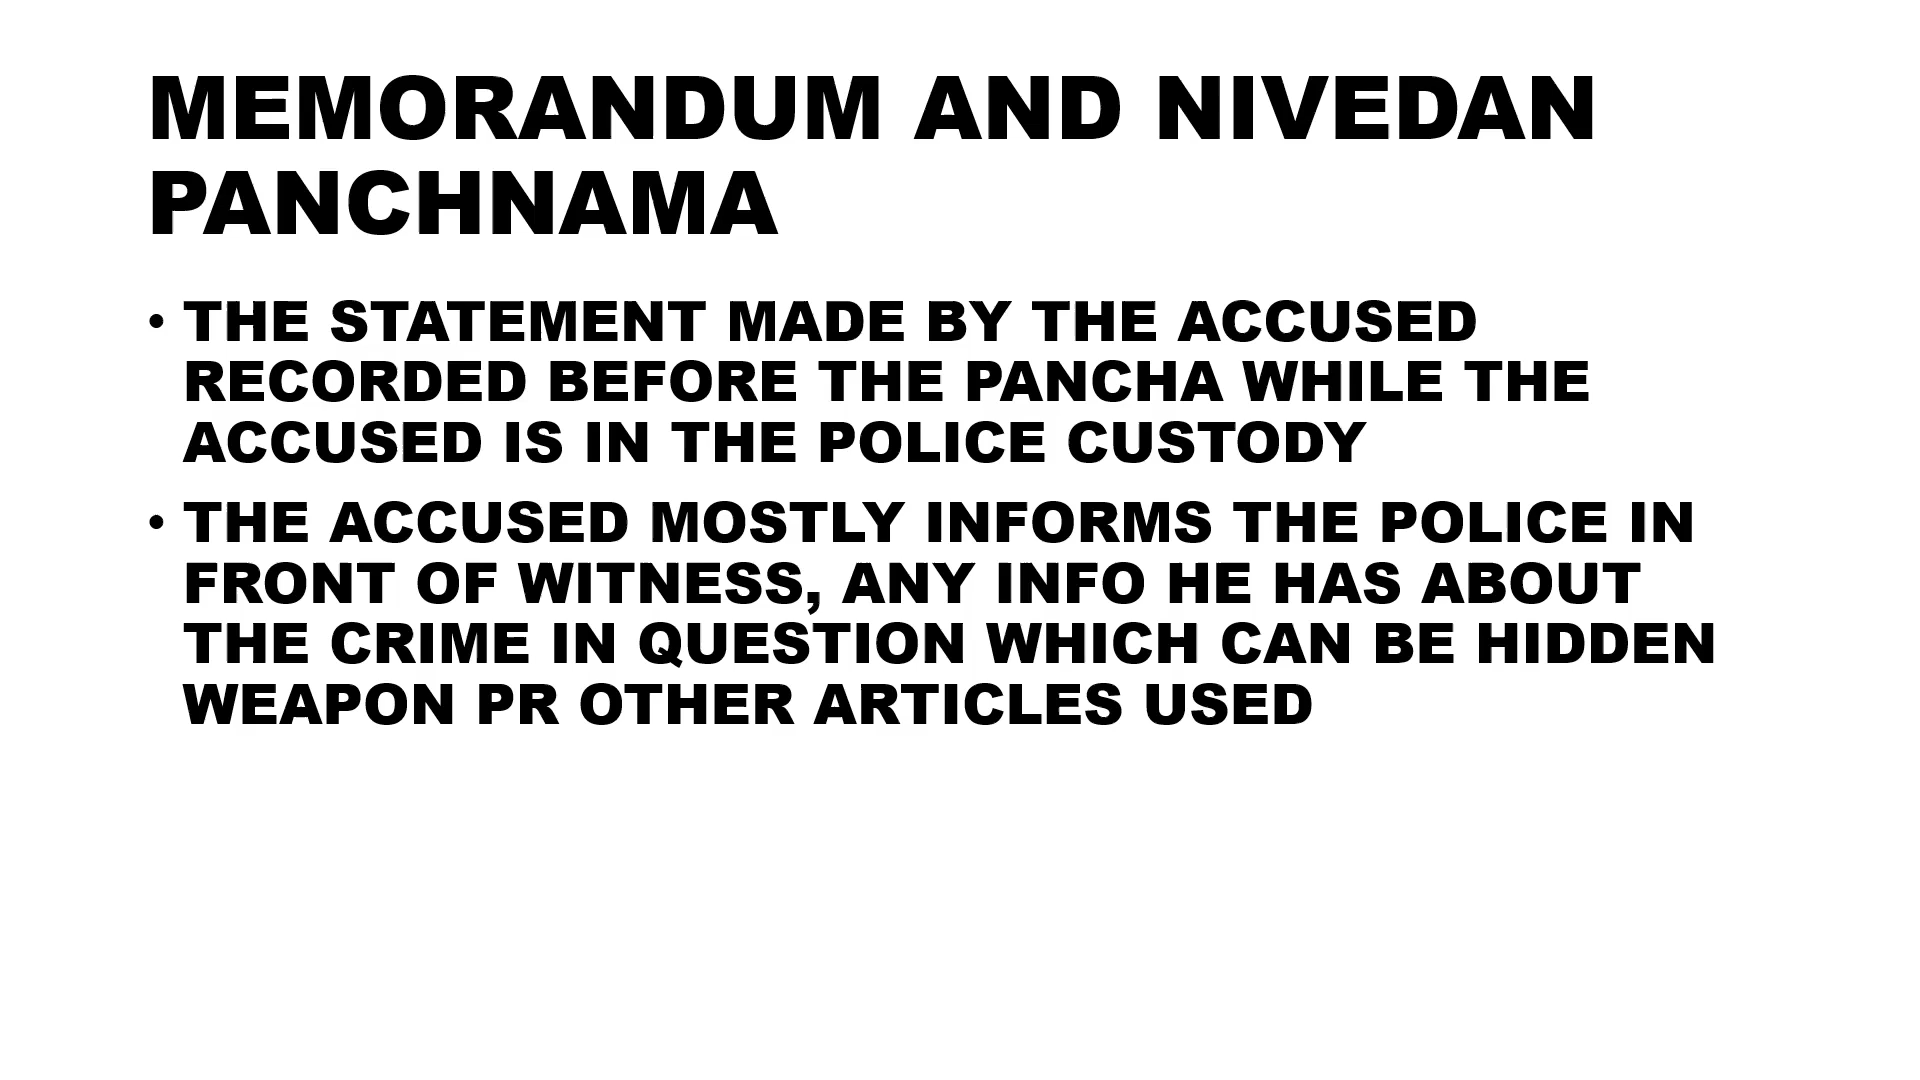 MEMORANDUM AND NIVEDAN
PANCHNAMA
• THE STATEMENT MADE BY THE ACCUSED
RECORDED BEFORE THE PANCHA WHILE THE
ACCUSED IS IN THE POLICE CUSTODY
• THE ACCUSED MOSTLY INFORMS THE POLICE IN
FRONT OF WITNESS, ANY INFO HE HAS ABOUT
THE CRIME IN QUESTION WHICH CAN BE HIDDEN
WEAPON PR OTHER ARTICLES USED